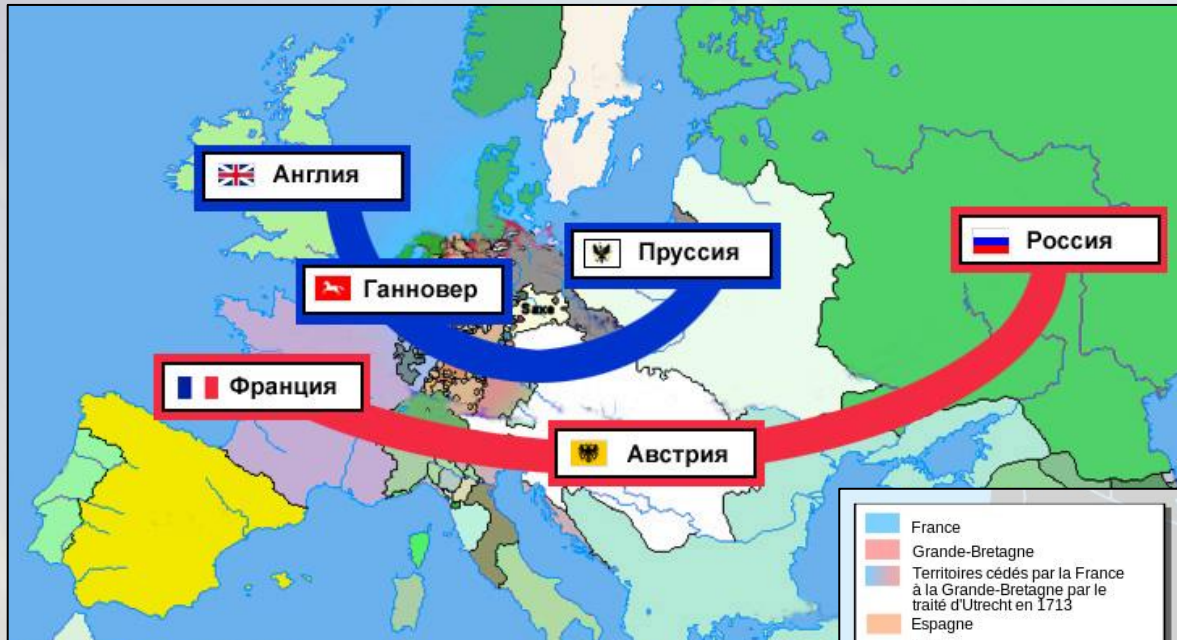 Англия
Пруссия
Россия
Ганновер
Saxe
Франция
Австрия
France
Grande-Bretagne
Territoires cédés par la France
à la Grande-Bretagne par le
traité d'Utrecht en 1713
Espagne